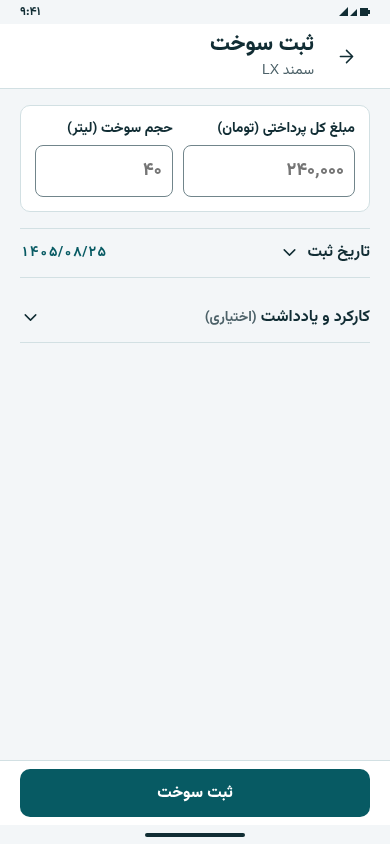 ۹:۴۱
ثبت سوخت
سمند LX
مبلغ کل پرداختی (تومان)
حجم سوخت (لیتر)
۲۴۰,۰۰۰
۴۰
تاریخ ثبت
۱۴۰۵/۰۸/۲۵
کارکرد و یادداشت (اختیاری)
ثبت سوخت